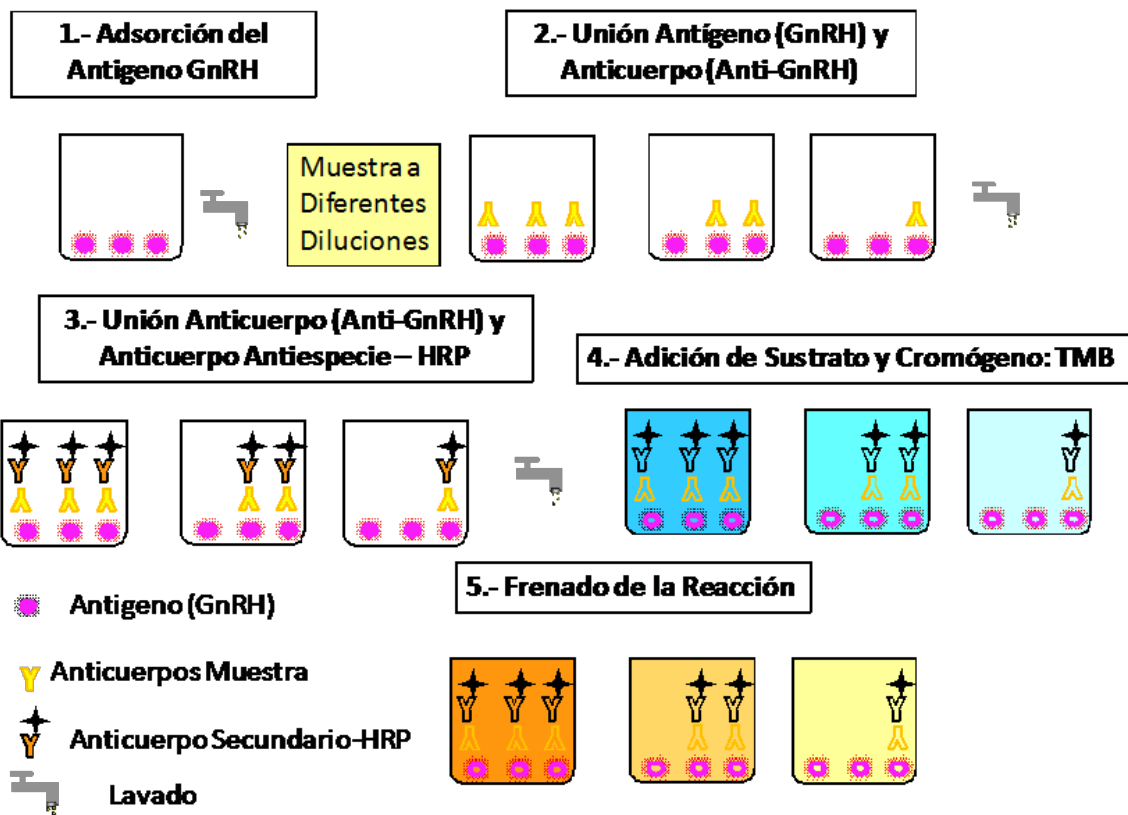 1.- Adsorción del
Antigeno GnRH
2.- Unión Antígeno (GnRH) y
Anticuerpo (Anti-GnRH)
Muestra a
Diferentes
Diluciones
3.- Unión Anticuerpo (Anti-GnRH) y
Anticuerpo Antiespecie – HRP
4.- Adición de Sustrato y Cromógeno: TMB
5.- Frenado de la Reacción
Antigeno (GnRH)
Anticuerpos Muestra
Anticuerpo Secundario-HRP
Lavado